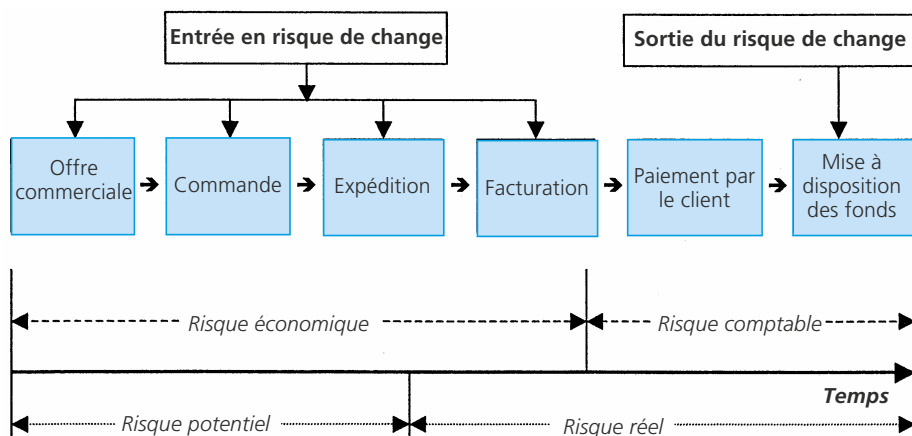 Entrée en risque de change
Sortie du risque de change
Offre
commerciale
Commande
Expédition
Facturation
Paiement par
le client
Mise à
disposition
des fonds
Risque économique
Risque comptable
Temps
Risque potentiel
Risque réel